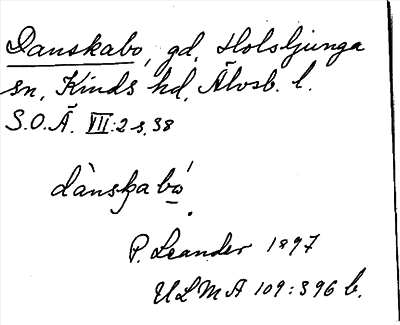 Danskabo, gd, Holsljunga
sn, Kinds hd, Älvsb. l.
S.O.Ä. VII:2 s. 38
dànskabó.
P. Leander 1897
ULMA 109:396 b.